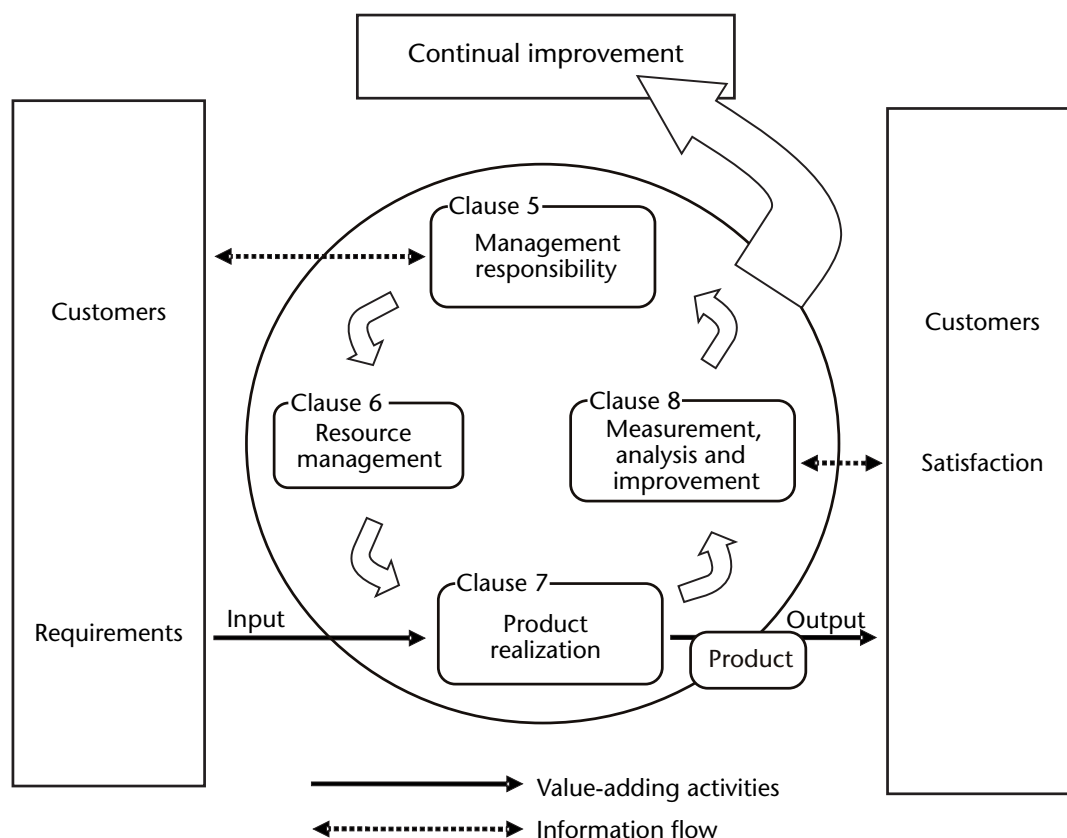 Continual improvement
Clause 5
Management
responsibility
Customers
Customers
Clause 6
Resource
management
Clause 8
Measurement,
analysis and
improvement
Satisfaction
Clause 7
Product
realization
Requirements
Input
Output
Product
Value-adding activities
Information flow